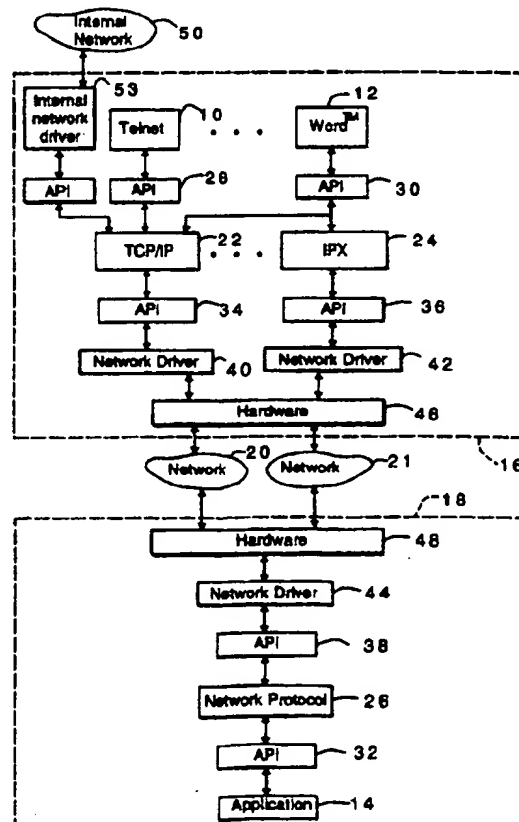 Internal Network 50
53
Internal network driver
Telnet 10
. . .
Word™ 12
API
API 28
API 30
TCP/IP 22
. . .
IPX 24
API 34
API 36
Network Driver 40
Network Driver 42
Hardware 46
Network 20
Network 21
16
18
Hardware 48
Network Driver 44
API 38
Network Protocol 26
API 32
Application 14